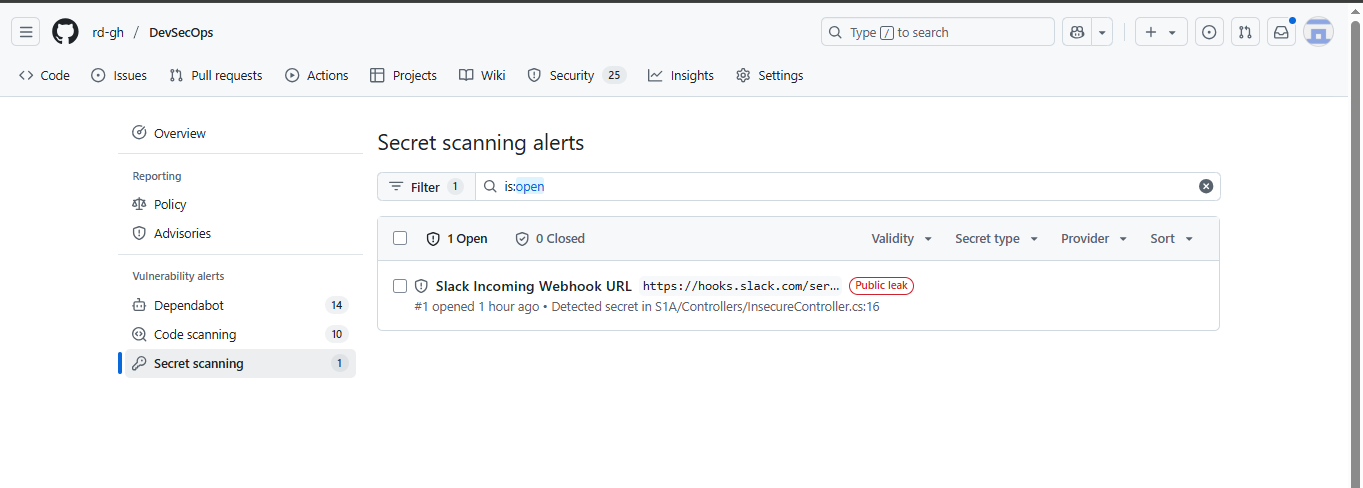 rd-gh / DevSecOps
Type / to search
Code
Issues
Pull requests
Actions
Projects
Wiki
Security 25
Insights
Settings
Overview
Reporting
Policy
Advisories
Vulnerability alerts
Dependabot 14
Code scanning 10
Secret scanning 1
Secret scanning alerts
Filter 1
is:open
1 Open
0 Closed
Validity
Secret type
Provider
Sort
Slack Incoming Webhook URL https://hooks.slack.com/ser... Public leak
#1 opened 1 hour ago • Detected secret in S1A/Controllers/InsecureController.cs:16